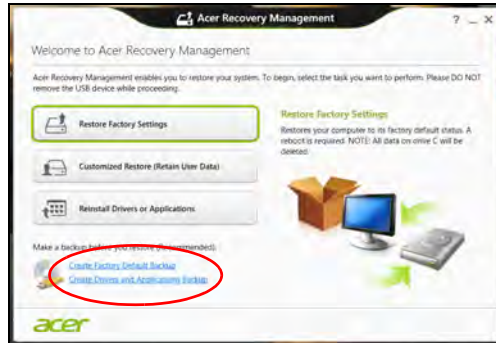 Acer Recovery Management
? _ X
Welcome to Acer Recovery Management
Acer Recovery Management enables you to restore your system. To begin, select the task you want to perform. Please DO NOT
remove the USB device while proceeding.
Restore Factory Settings
Restore Factory Settings
Restores your computer to its factory default status. A
reboot is required. NOTE: All data on drive C will be
deleted.
Customized Restore (Retain User Data)
Reinstall Drivers or Applications
Make a backup before you restore (Recommended):
Create Factory Default Backup
Create Drivers and Applications Backup
acer